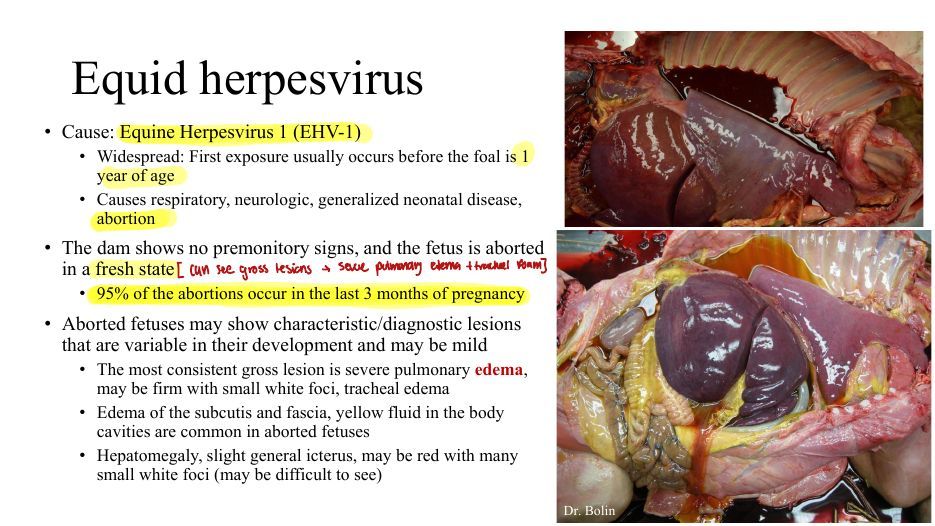 Equid herpesvirus
• Cause: Equine Herpesvirus 1 (EHV-1)
• Widespread: First exposure usually occurs before the foal is 1
year of age
• Causes respiratory, neurologic, generalized neonatal disease,
abortion
• The dam shows no premonitory signs, and the fetus is aborted
in a fresh state [can see gross lesions → severe pulmonary edema + tracheal foam]
• 95% of the abortions occur in the last 3 months of pregnancy
• Aborted fetuses may show characteristic/diagnostic lesions
that are variable in their development and may be mild
• The most consistent gross lesion is severe pulmonary edema,
may be firm with small white foci, tracheal edema
• Edema of the subcutis and fascia, yellow fluid in the body
cavities are common in aborted fetuses
• Hepatomegaly, slight general icterus, may be red with many
small white foci (may be difficult to see)
Dr. Bolin